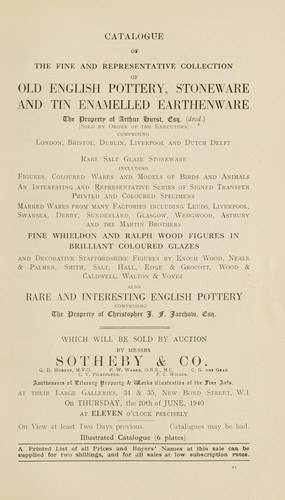 CATALOGUE
OF
THE FINE AND REPRESENTATIVE COLLECTION
OF
OLD ENGLISH POTTERY, STONEWARE
AND TIN ENAMELLED EARTHENWARE
The Property of Arthur Hurst, Esq. (decd.)
(SOLD BY ORDER OF THE EXECUTORS)
COMPRISING
LONDON, BRISTOL, DUBLIN, LIVERPOOL AND DUTCH DELFT
RARE SALT GLAZE STONEWARE
INCLUDING
FIGURES, COLOURED WARES AND MODELS OF BIRDS AND ANIMALS
AN INTERESTING AND REPRESENTATIVE SERIES OF SIGNED TRANSFER
PRINTED AND COLOURED SPECIMENS
MARKED WARES FROM MANY FACTORIES INCLUDING LEEDS, LIVERPOOL,
SWANSEA, DERBY, SUNDERLAND, GLASGOW, WEDGWOOD, ASTBURY
AND THE MARTIN BROTHERS
FINE WHIELDON AND RALPH WOOD FIGURES IN
BRILLIANT COLOURED GLAZES
AND DECORATIVE STAFFORDSHIRE FIGURES BY ENOCH WOOD, NEALE
& PALMER, SMITH, SALT, HALL, EDGE & GROCOTT, WOOD &
CALDWELL, WALTON & VOYEZ
ALSO
RARE AND INTERESTING ENGLISH POTTERY
COMPRISING
The Property of Christopher J. F. Jarchow, Esq.
WHICH WILL BE SOLD BY AUCTION
BY MESSRS
SOTHEBY & CO.
G. D. HOBSON, M.V.O. F. W. WARRE, O.B.E., M.C. C. G. DES GRAZ.
C. V. PILKINGTON. P. C. WILSON.
Auctioneers of Literary Property & Works illustrative of the Fine Arts,
AT THEIR LARGE GALLERIES, 34 & 35, NEW BOND STREET, W.1
On THURSDAY, the 20th of JUNE, 1940
AT ELEVEN O'CLOCK PRECISELY
On View at least Two Days previous. Catalogues may be had.
Illustrated Catalogue (6 plates)
A Printed List of all Prices and Buyers' Names at this sale can be
supplied for two shillings, and for all sales at low subscription rates.